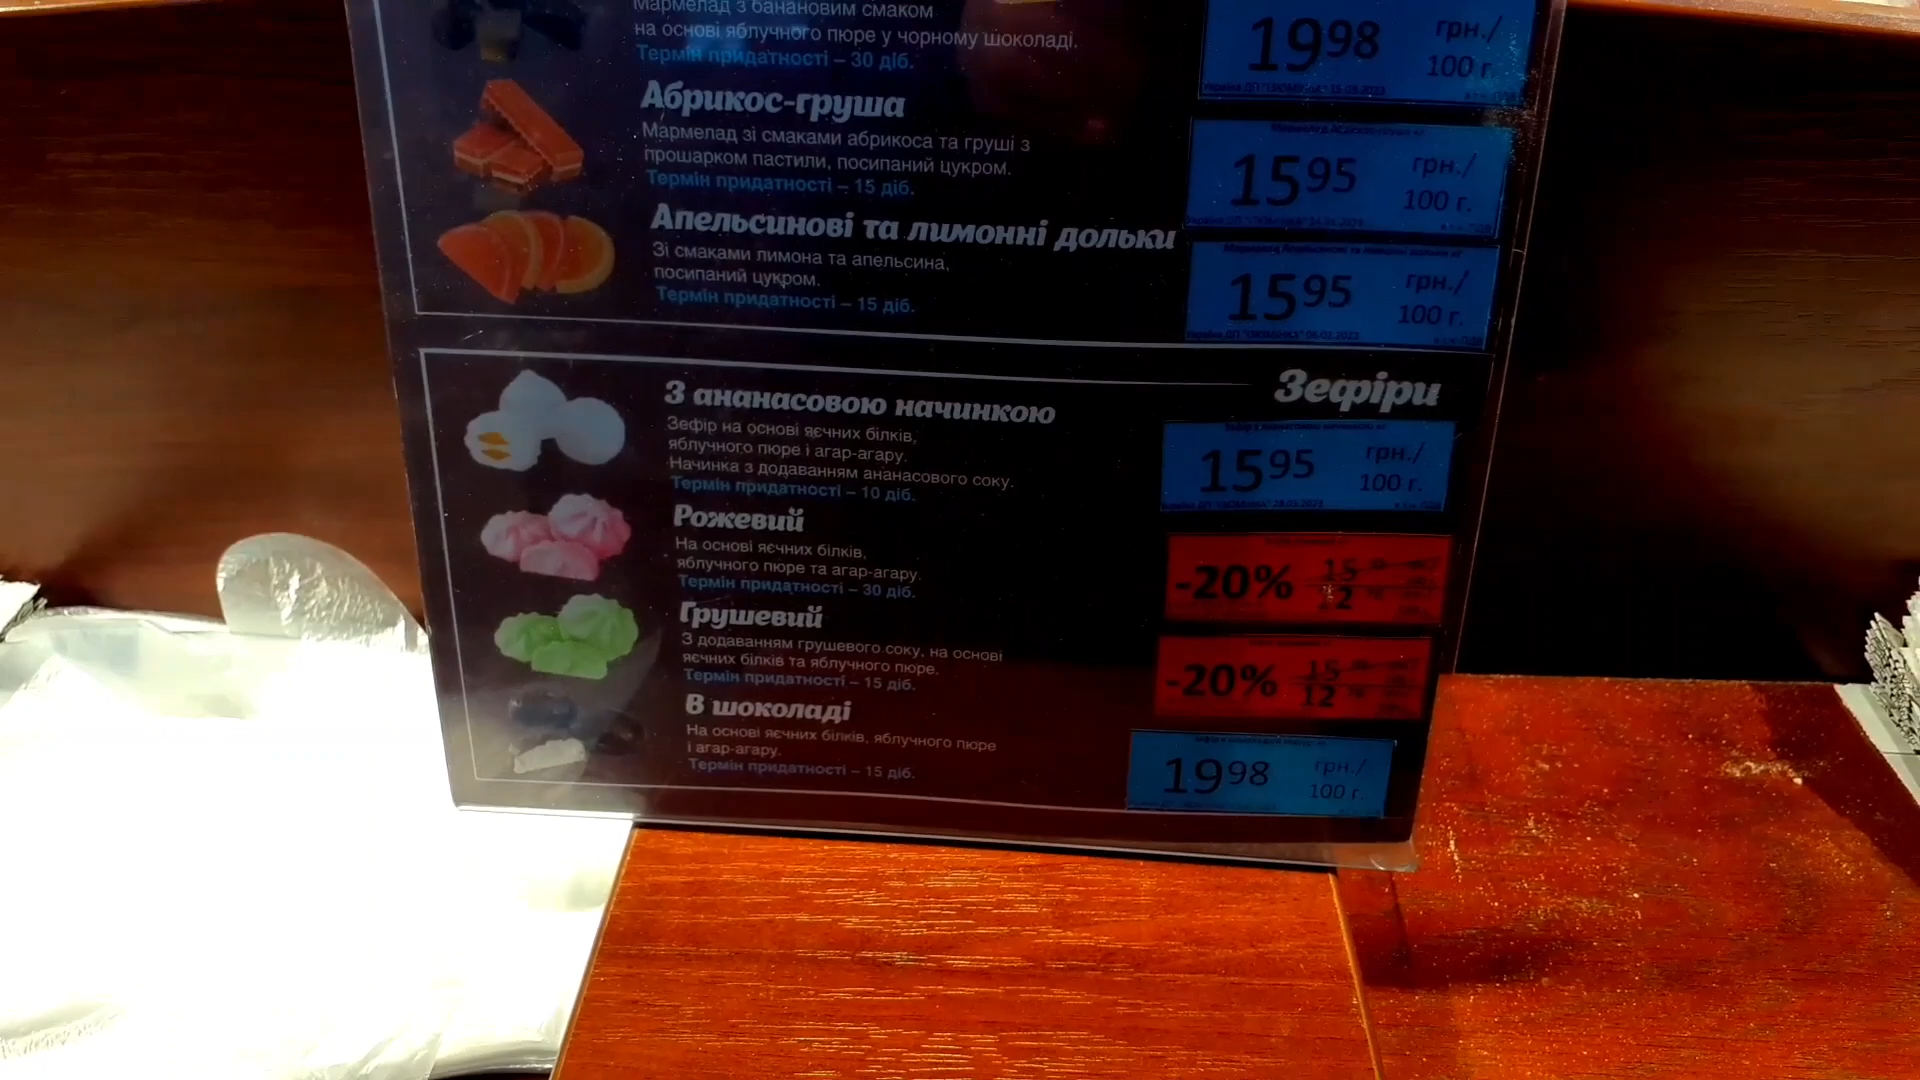 Мармелад з банановим смаком
на основі яблучного пюре у чорному шоколаді.
Термін придатності – 30 діб.
19 98 грн./
100 г.
Абрикос-груша
Мармелад зі смаками абрикоса та груші з
прошарком пастили, посипаний цукром.
Термін придатності – 15 діб.
15 95 грн./
100 г.
Апельсинові та лимонні дольки
Зі смаками лимона та апельсина,
посипаний цукром.
Термін придатності – 15 діб.
15 95 грн./
100 г.
Зефіри
З ананасовою начинкою
Зефір на основі яєчних білків,
яблучного пюре і агар-агару.
Начинка з додаванням ананасового соку.
Термін придатності – 10 діб.
15 95 грн./
100 г.
Рожевий
На основі яєчних білків,
яблучного пюре та агар-агару.
Термін придатності – 30 діб.
-20% 15
12
Грушевий
З додаванням грушевого соку, на основі
яєчних білків та яблучного пюре.
Термін придатності – 15 діб.
-20% 15
12
В шоколаді
На основі яєчних білків, яблучного пюре
і агар-агару.
Термін придатності – 15 діб.
19 98 грн./
100 г.